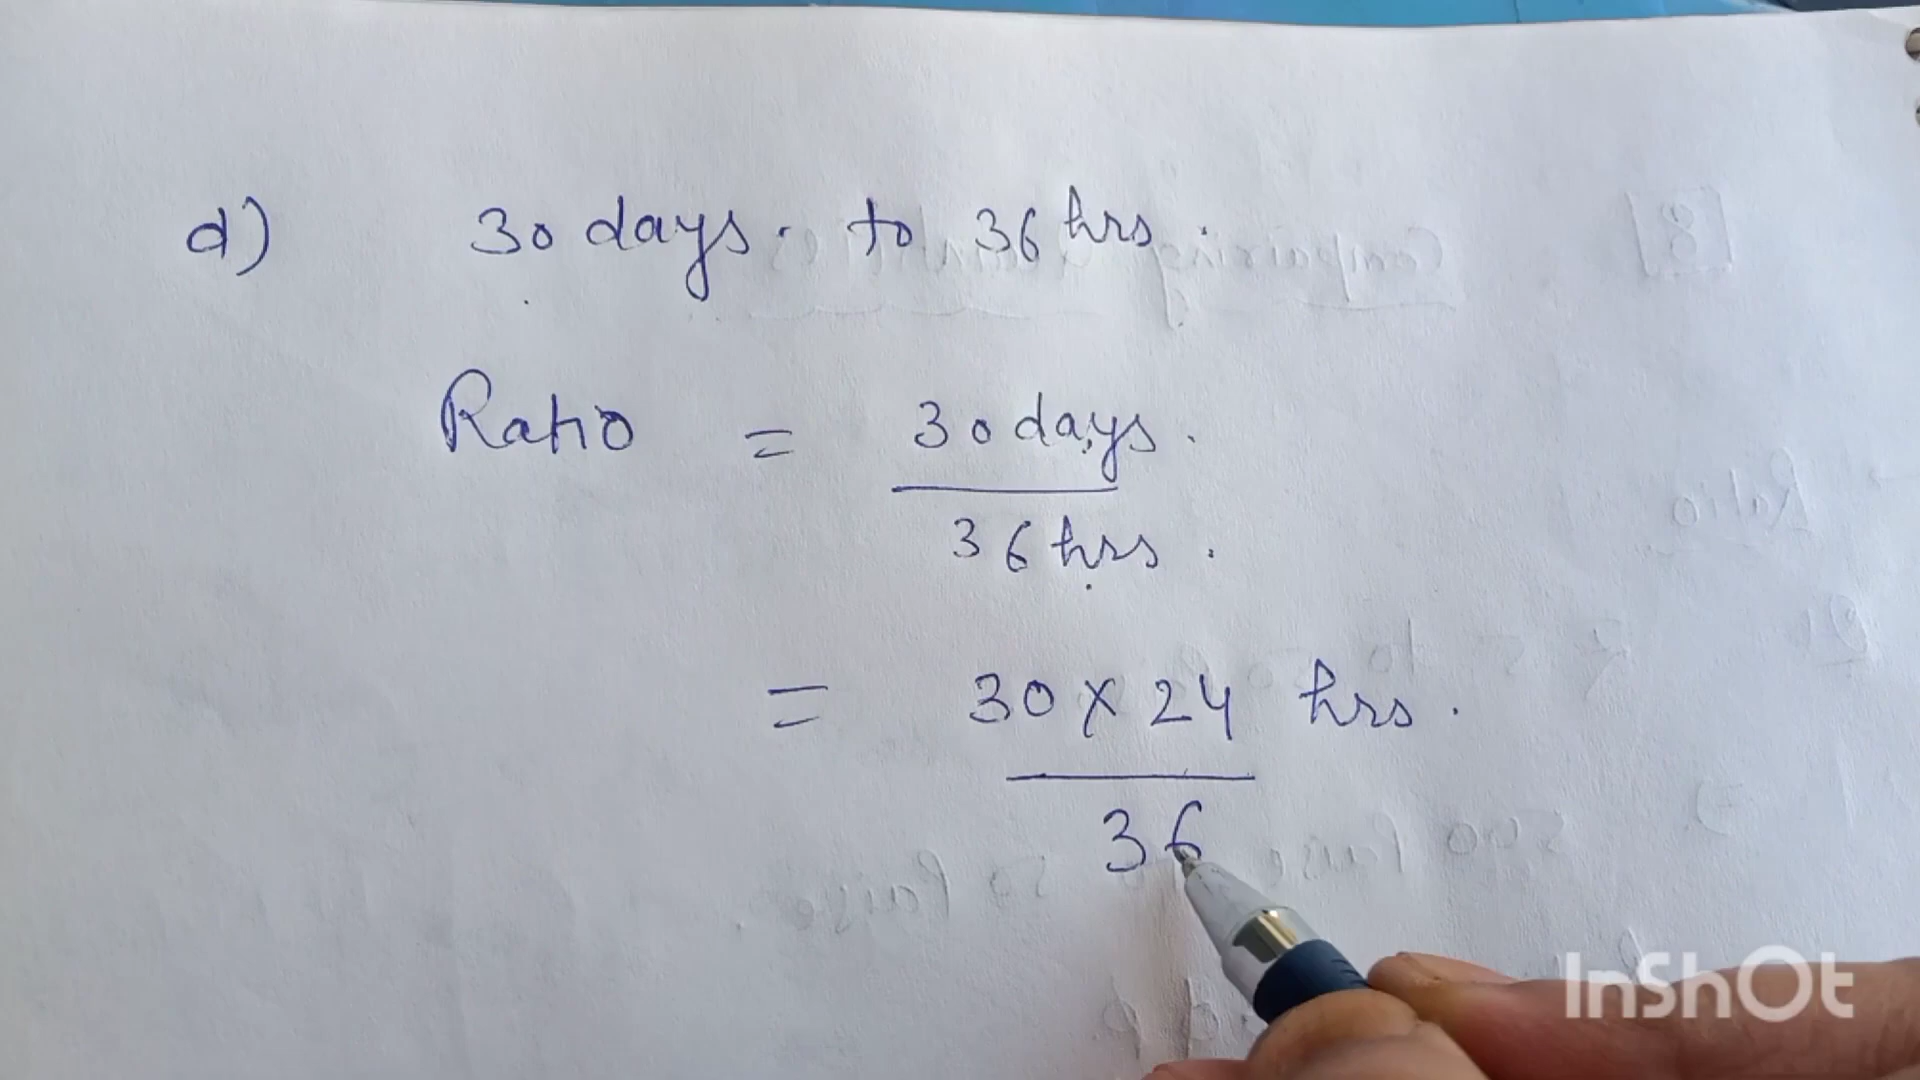 d) 30 days. to 36 hrs.
Ratio = 30 days.
36 hrs.
= 30 x 24 hrs.
36
InShOt